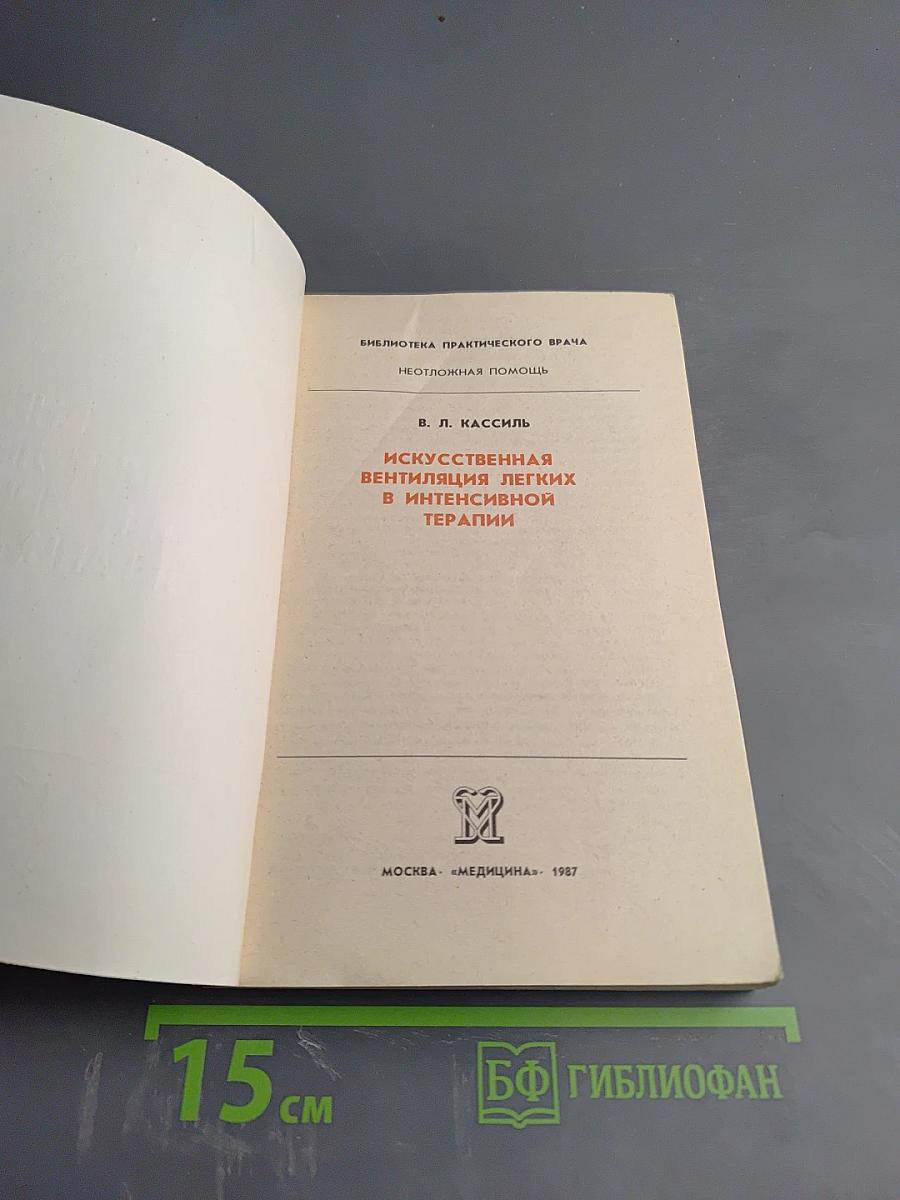 БИБЛИОТЕКА ПРАКТИЧЕСКОГО ВРАЧА
НЕОТЛОЖНАЯ ПОМОЩЬ
В. Л. КАССИЛЬ
ИСКУССТВЕННАЯ
ВЕНТИЛЯЦИЯ ЛЕГКИХ
В ИНТЕНСИВНОЙ
ТЕРАПИИ
МОСКВА· «МЕДИЦИНА»· 1987
15 см
БФ ГИБЛИОФАН